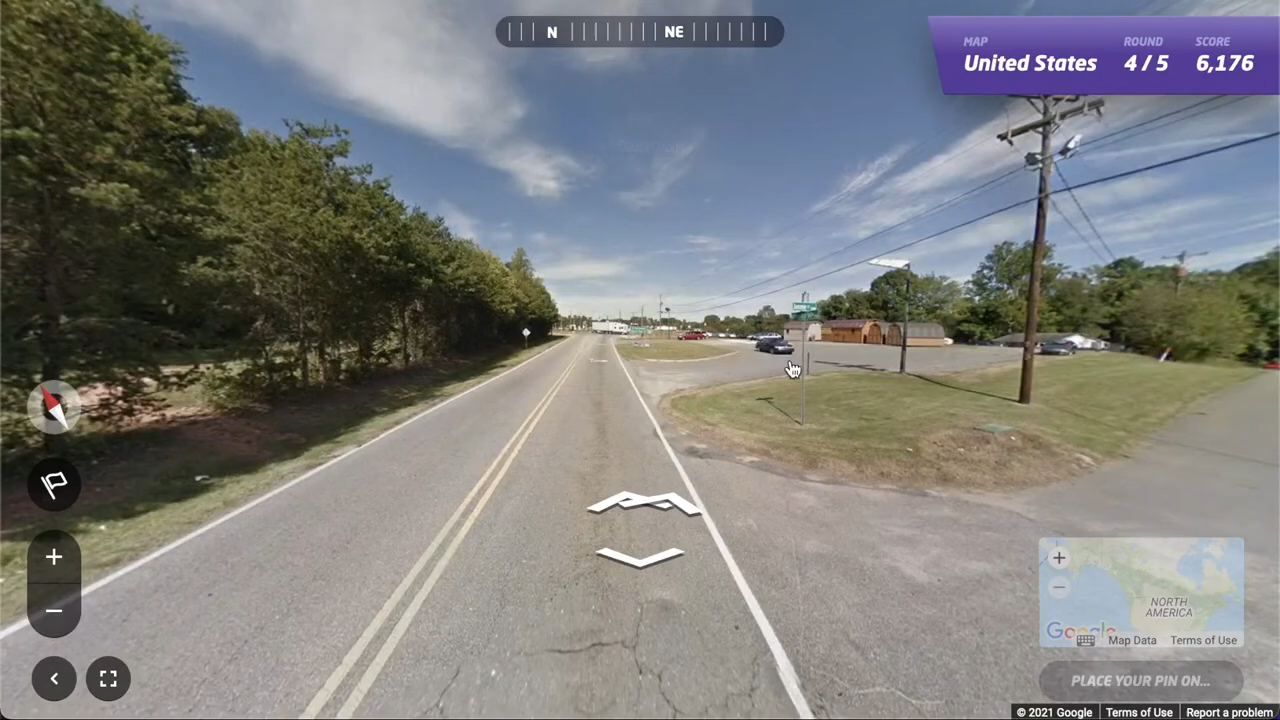 N
NE
MAP
United States
ROUND
4 / 5
SCORE
6,176
+
−
NORTH
AMERICA
+
−
Google
Map Data
Terms of Use
PLACE YOUR PIN ON...
© 2021 Google
Terms of Use
Report a problem